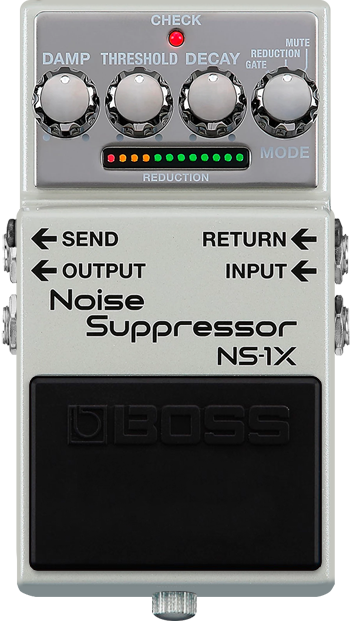 CHECK
DAMP THRESHOLD DECAY
MUTE
REDUCTION
GATE
MODE
REDUCTION
SEND RETURN
OUTPUT INPUT
Noise
Suppressor
NS-1X
BOSS